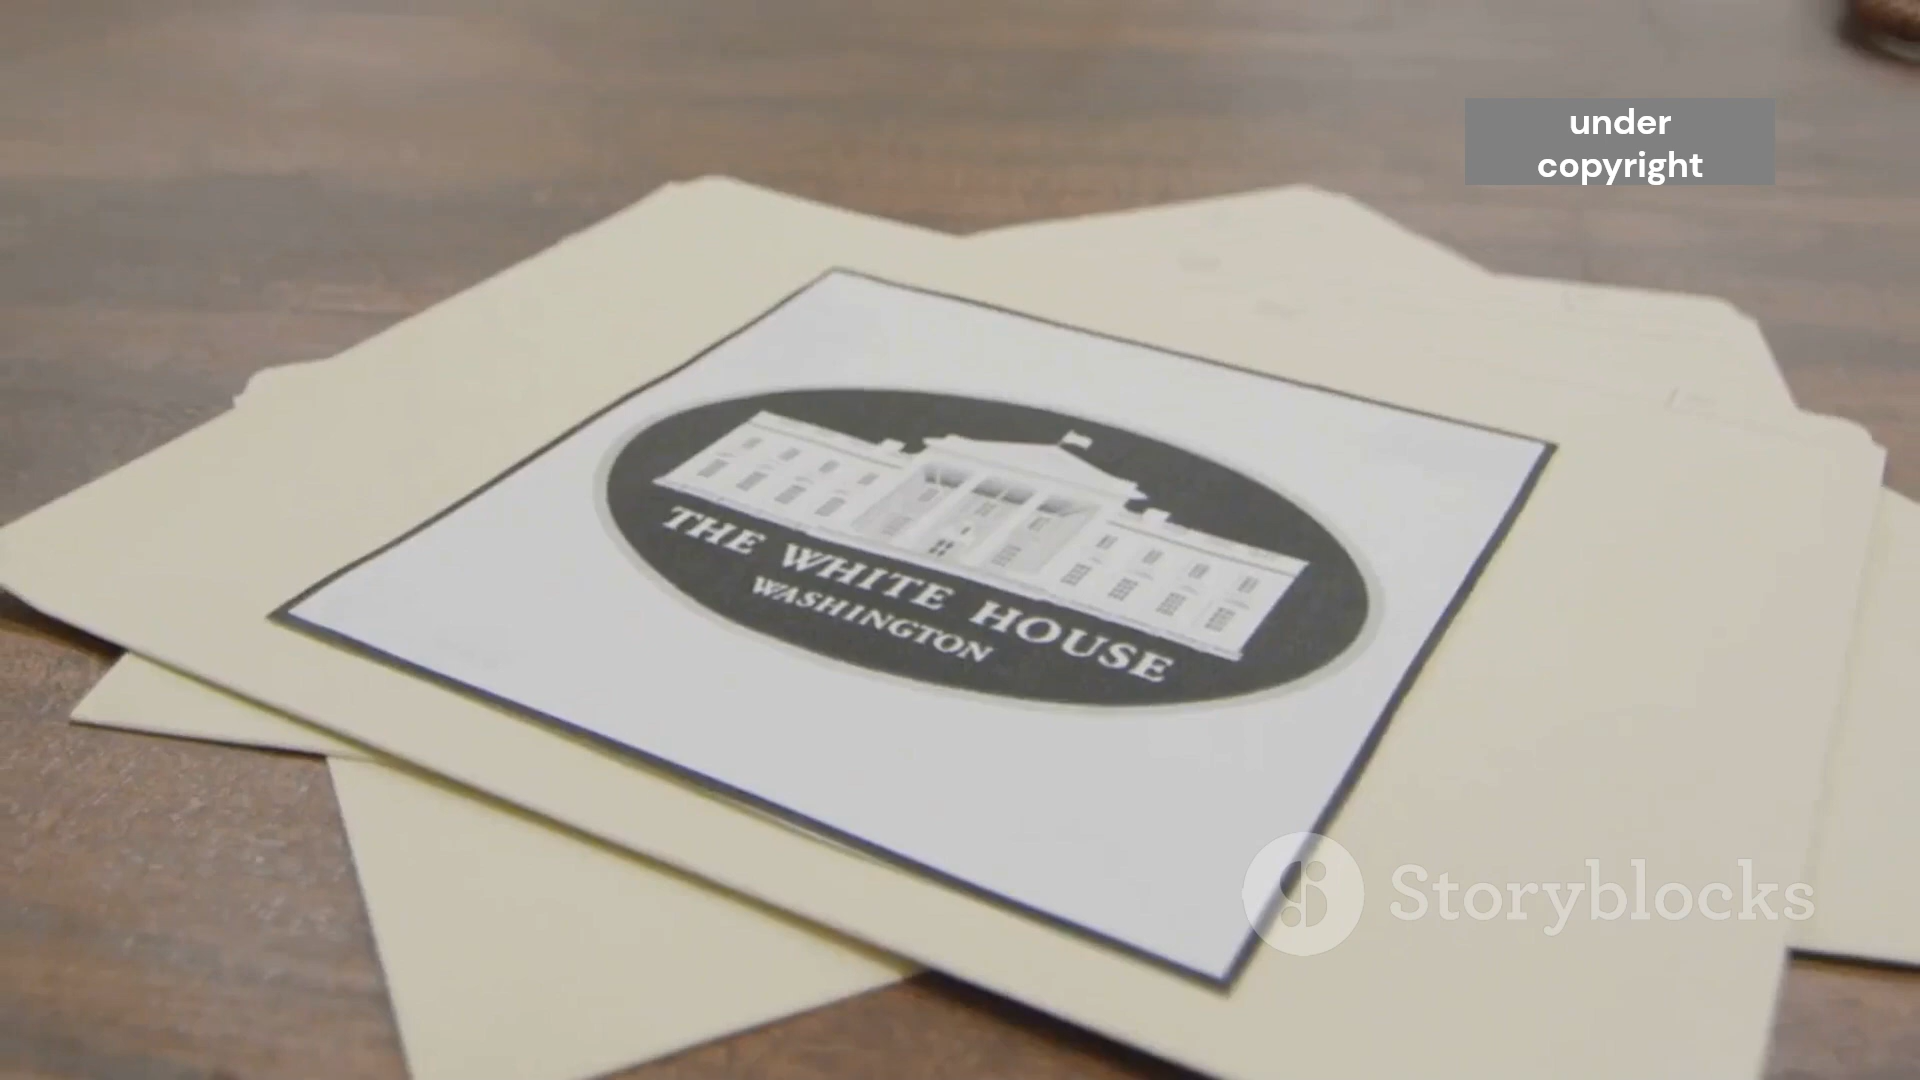 under
copyright
THE WHITE HOUSE
WASHINGTON
Storyblocks